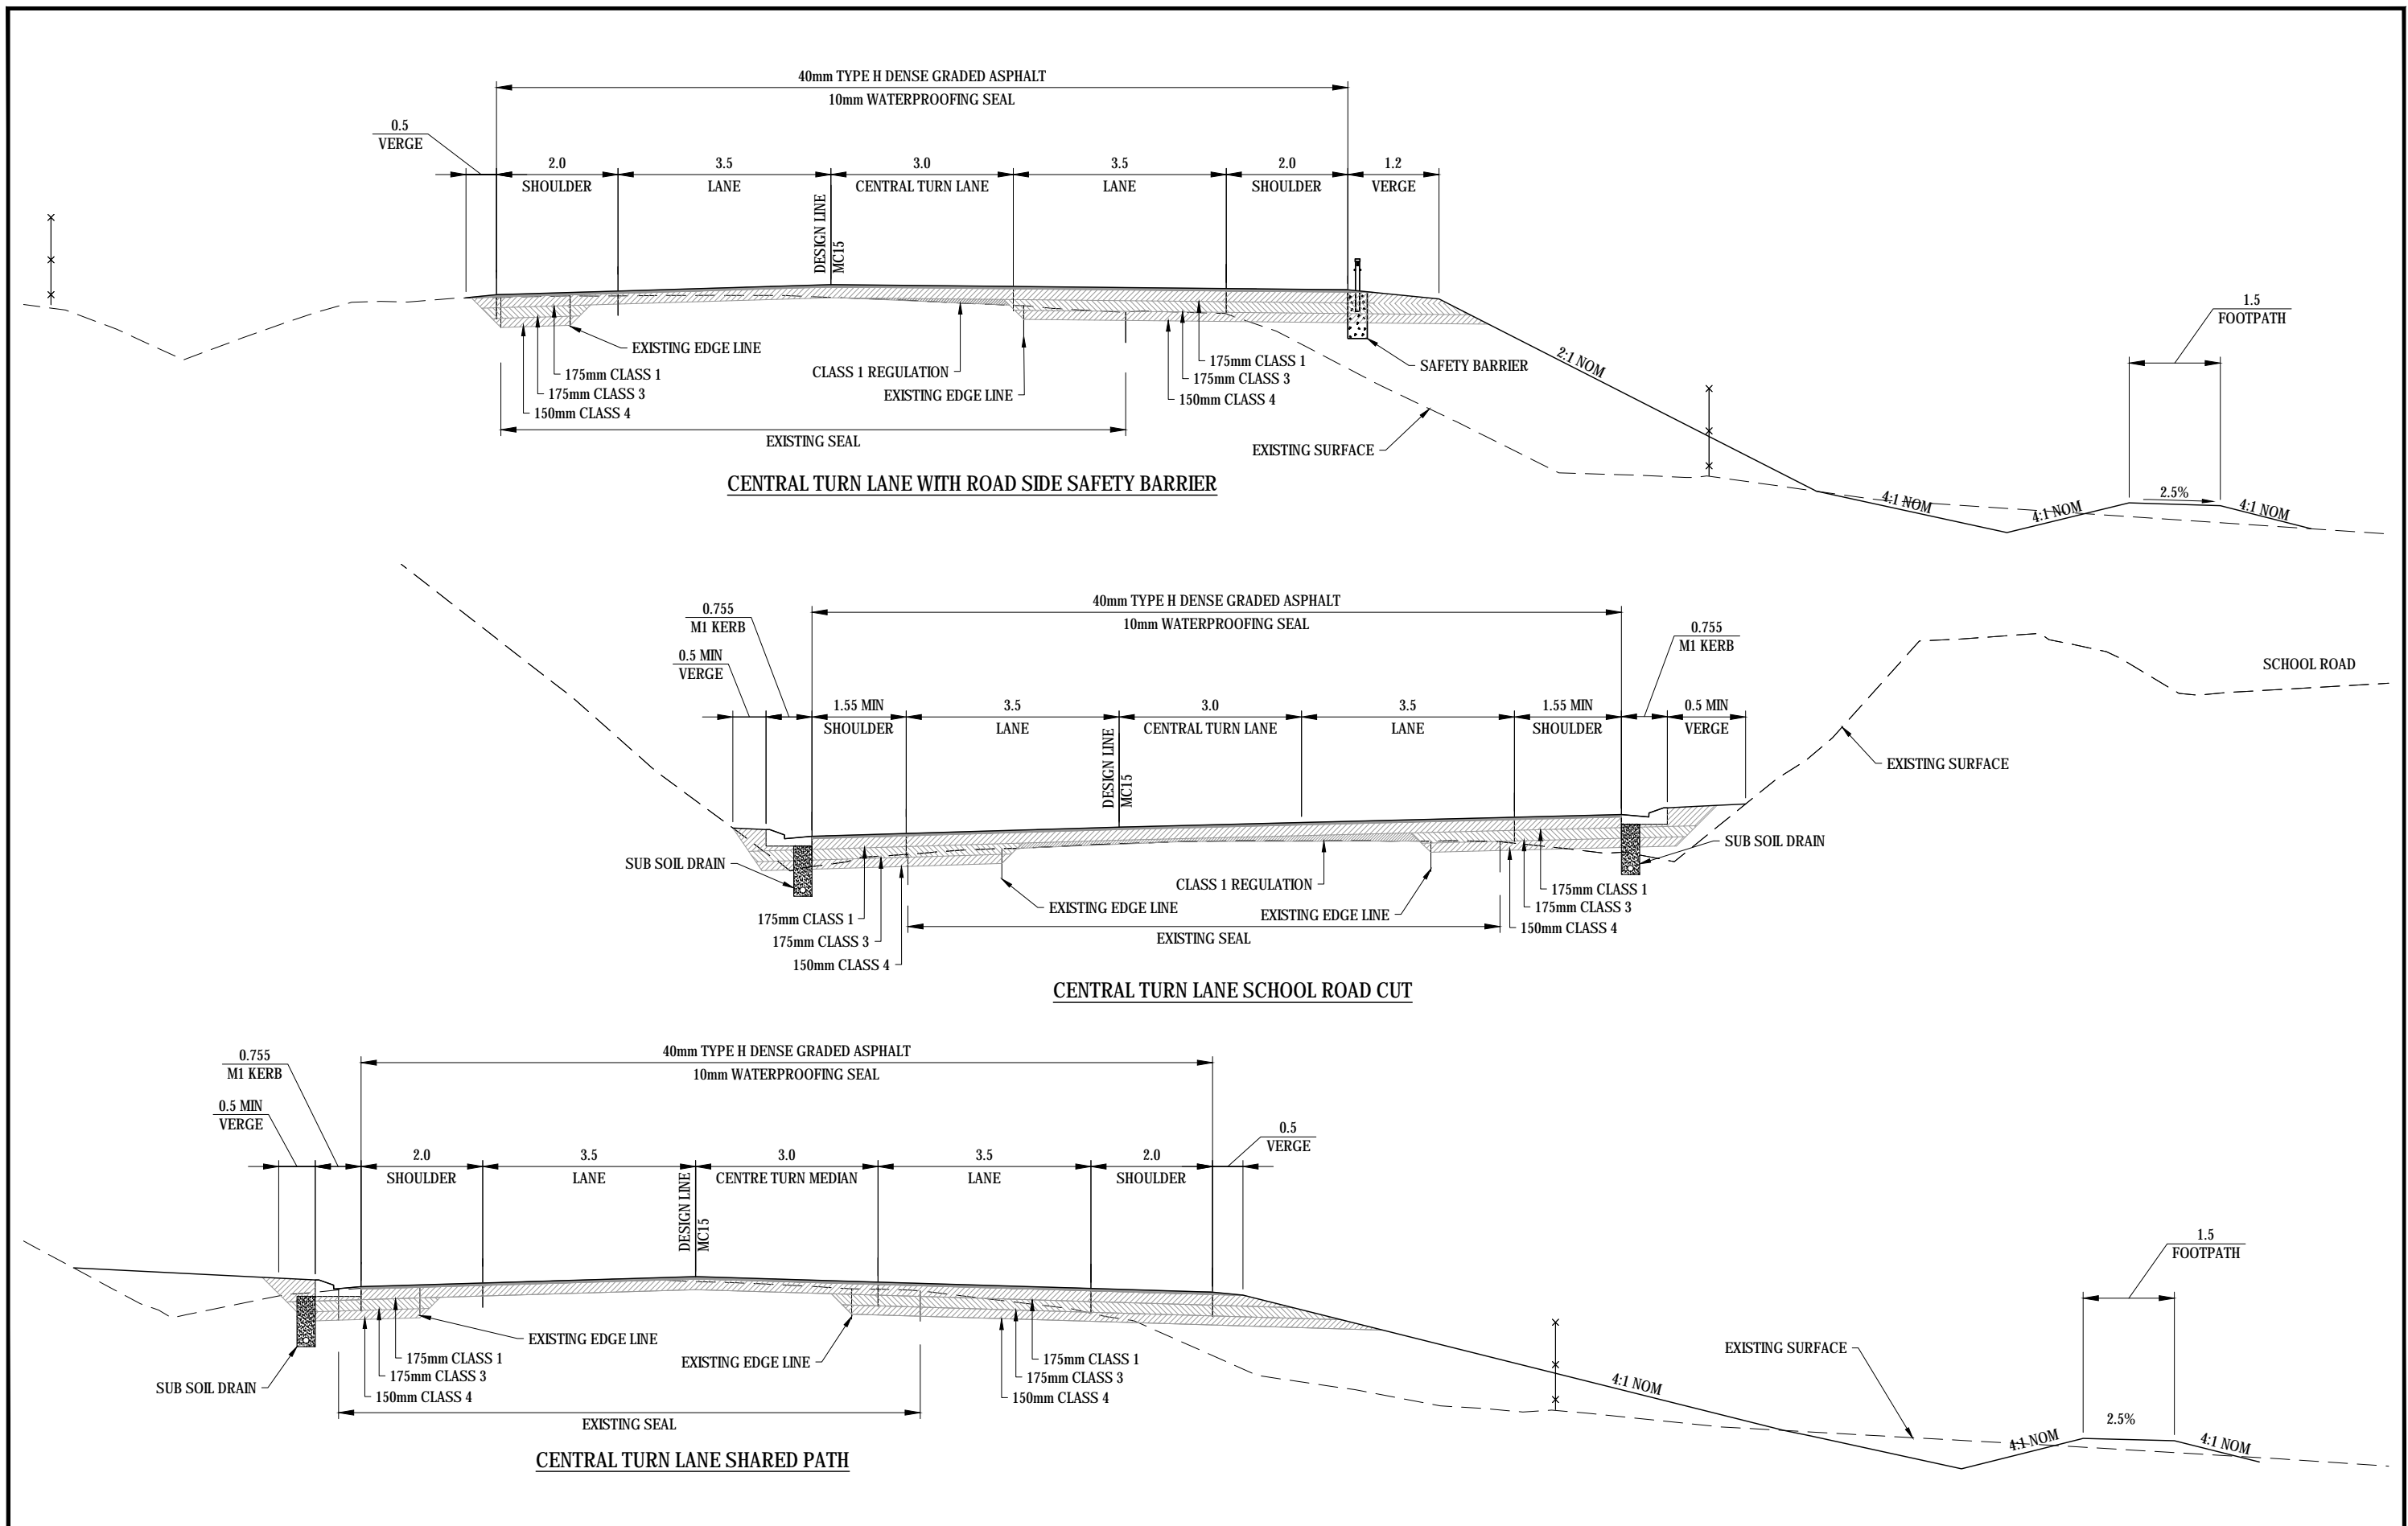 40mm TYPE H DENSE GRADED ASPHALT
10mm WATERPROOFING SEAL
0.5
VERGE
2.0
SHOULDER
3.5
LANE
3.0
CENTRAL TURN LANE
3.5
LANE
2.0
SHOULDER
1.2
VERGE
DESIGN LINE
MC15
1.5
FOOTPATH
EXISTING EDGE LINE
175mm CLASS 1
175mm CLASS 3
150mm CLASS 4
CLASS 1 REGULATION
EXISTING EDGE LINE
175mm CLASS 1
175mm CLASS 3
150mm CLASS 4
SAFETY BARRIER
2:1 NOM
EXISTING SEAL
EXISTING SURFACE
4:1 NOM
4:1 NOM
2.5%
4:1 NOM
CENTRAL TURN LANE WITH ROAD SIDE SAFETY BARRIER
40mm TYPE H DENSE GRADED ASPHALT
10mm WATERPROOFING SEAL
0.755
M1 KERB
0.5 MIN
VERGE
0.755
M1 KERB
SCHOOL ROAD
1.55 MIN
SHOULDER
3.5
LANE
3.0
CENTRAL TURN LANE
3.5
LANE
1.55 MIN
SHOULDER
0.5 MIN
VERGE
DESIGN LINE
MC15
EXISTING SURFACE
SUB SOIL DRAIN
SUB SOIL DRAIN
CLASS 1 REGULATION
EXISTING EDGE LINE
EXISTING EDGE LINE
175mm CLASS 1
175mm CLASS 3
150mm CLASS 4
175mm CLASS 1
175mm CLASS 3
150mm CLASS 4
EXISTING SEAL
CENTRAL TURN LANE SCHOOL ROAD CUT
40mm TYPE H DENSE GRADED ASPHALT
10mm WATERPROOFING SEAL
0.755
M1 KERB
0.5 MIN
VERGE
2.0
SHOULDER
3.5
LANE
3.0
CENTRE TURN MEDIAN
3.5
LANE
2.0
SHOULDER
0.5
VERGE
DESIGN LINE
MC15
1.5
FOOTPATH
EXISTING EDGE LINE
EXISTING EDGE LINE
175mm CLASS 1
175mm CLASS 3
150mm CLASS 4
175mm CLASS 1
175mm CLASS 3
150mm CLASS 4
SUB SOIL DRAIN
EXISTING SEAL
EXISTING SURFACE
4:1 NOM
4:1 NOM
2.5%
4:1 NOM
CENTRAL TURN LANE SHARED PATH